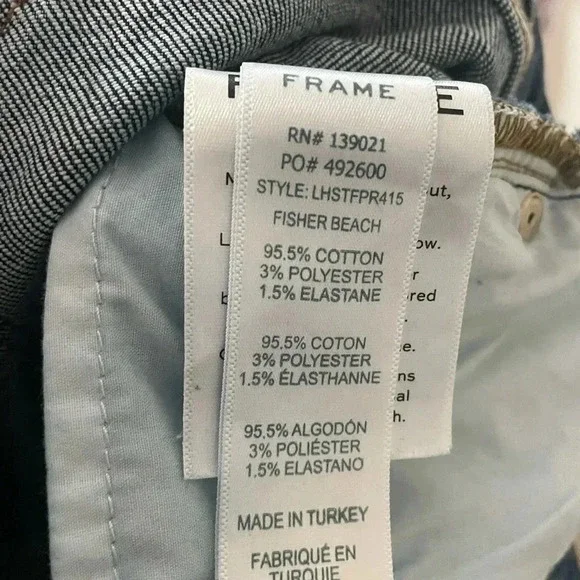 FRAME
RN# 139021
PO# 492600
STYLE: LHSTFPR415
FISHER BEACH
95.5% COTTON
3% POLYESTER
1.5% ELASTANE
95.5% COTON
3% POLYESTER
1.5% ÉLASTHANNE
95.5% ALGODÓN
3% POLIÉSTER
1.5% ELASTANO
MADE IN TURKEY
FABRIQUÉ EN
TURQUIE